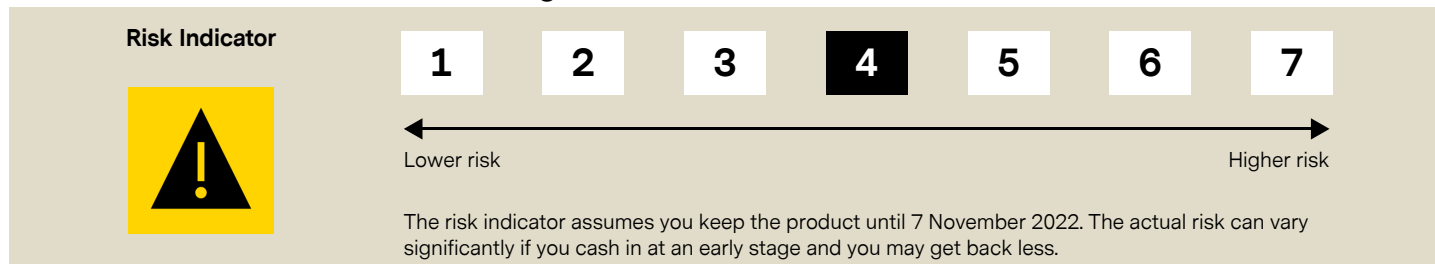 Risk Indicator
1 2 3 4 5 6 7
Lower risk Higher risk
The risk indicator assumes you keep the product until 7 November 2022. The actual risk can vary
significantly if you cash in at an early stage and you may get back less.